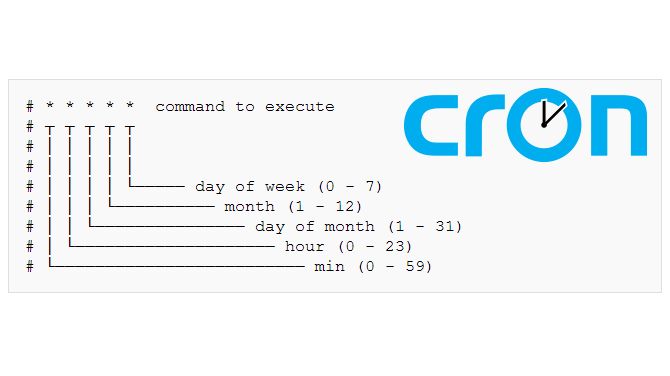 cron
# * * * * *  command to execute
# ┬ ┬ ┬ ┬ ┬
# │ │ │ │ │
# │ │ │ │ │
# │ │ │ │ └───── day of week (0 - 7)
# │ │ │ └────────── month (1 - 12)
# │ │ └─────────────── day of month (1 - 31)
# │ └──────────────────── hour (0 - 23)
# └───────────────────────── min (0 - 59)